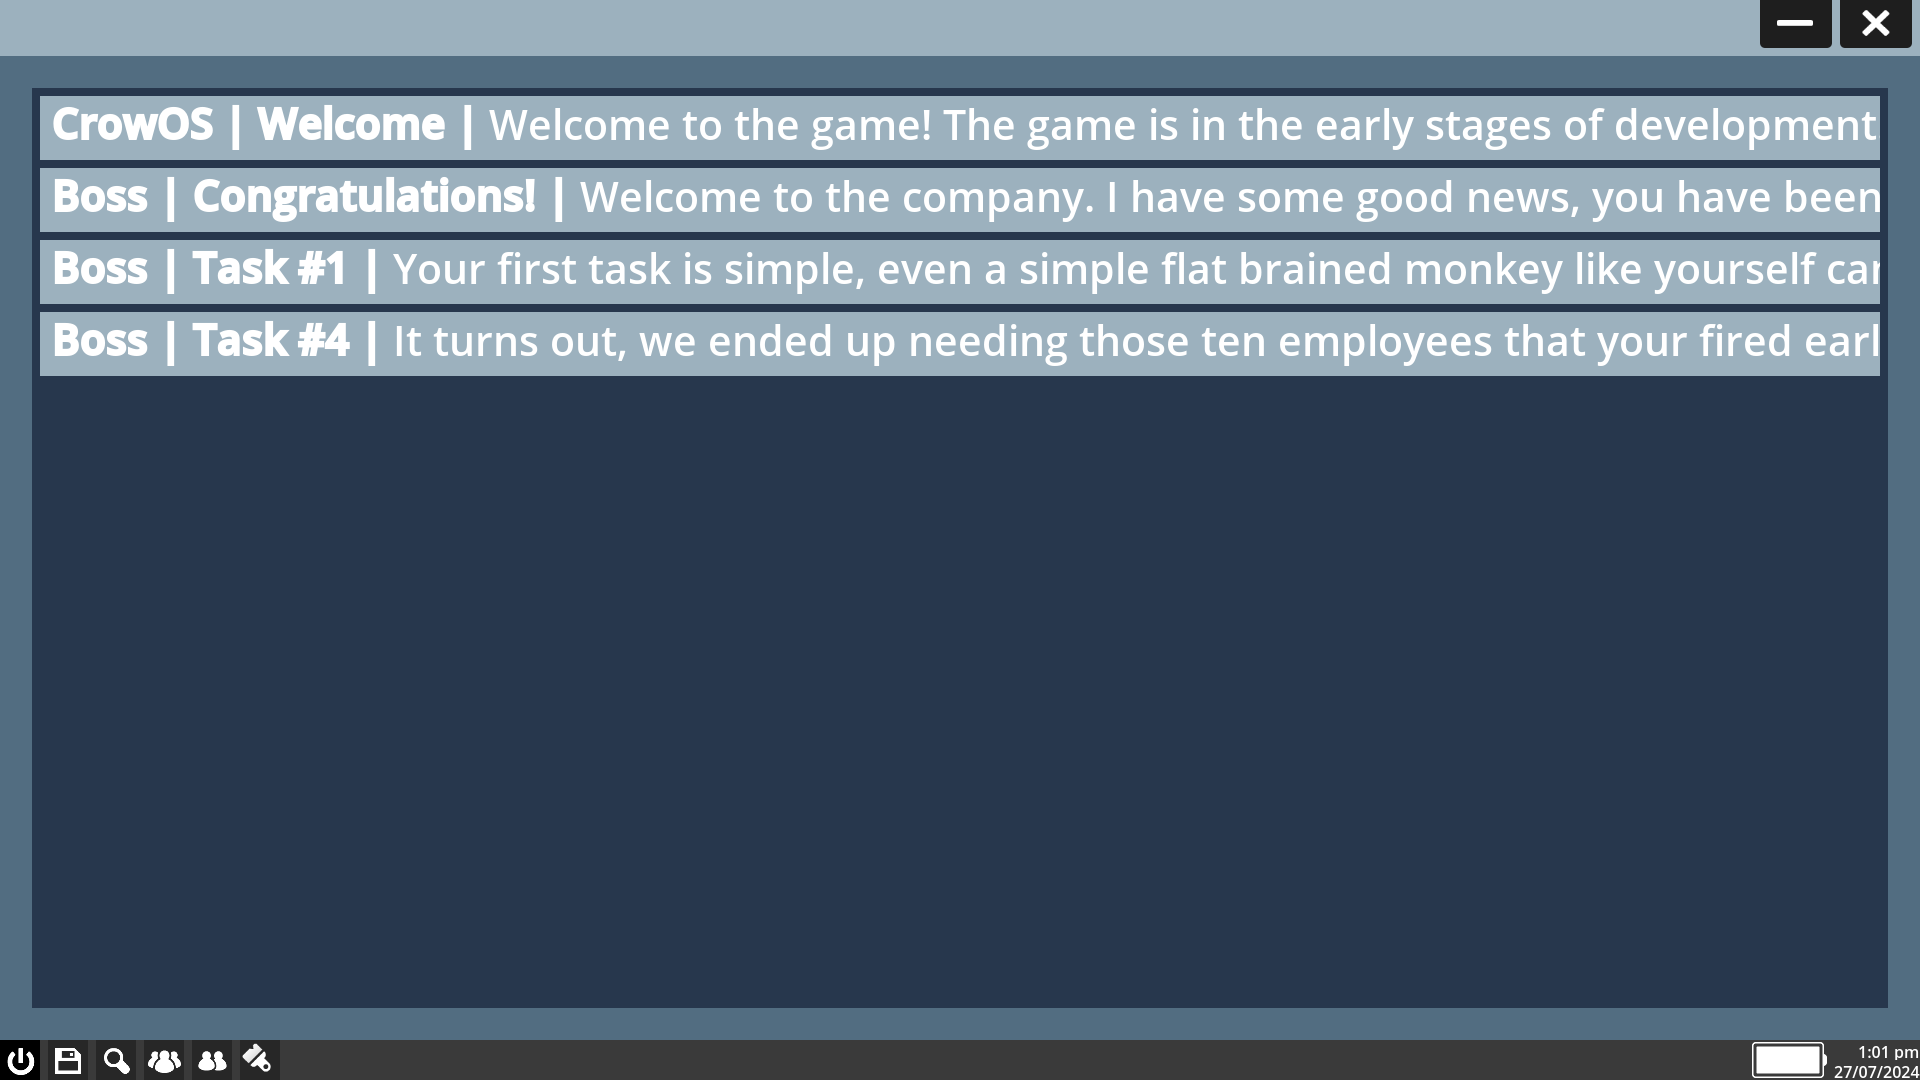 CrowOS | Welcome | Welcome to the game! The game is in the early stages of development
Boss | Congratulations! | Welcome to the company. I have some good news, you have been
Boss | Task #1 | Your first task is simple, even a simple flat brained monkey like yourself can
Boss | Task #4 | It turns out, we ended up needing those ten employees that your fired earl
1:01 pm
27/07/2024